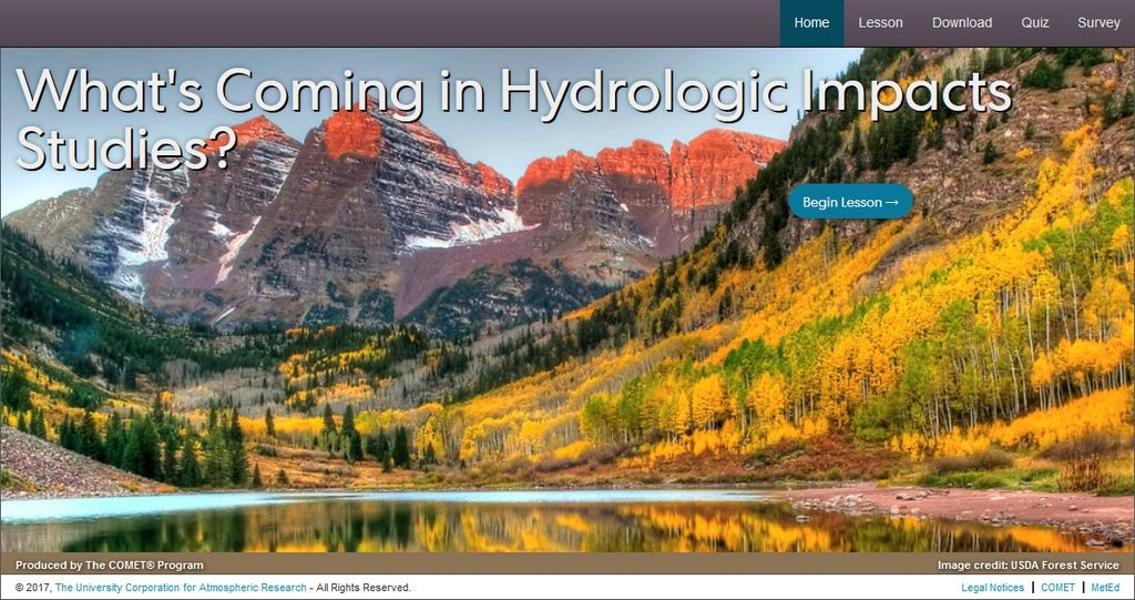 Home Lesson Download Quiz Survey
What's Coming in Hydrologic Impacts
Studies?
Begin Lesson →
Produced by The COMET® Program Image credit: USDA Forest Service
© 2017, The University Corporation for Atmospheric Research - All Rights Reserved. Legal Notices | COMET | MetEd